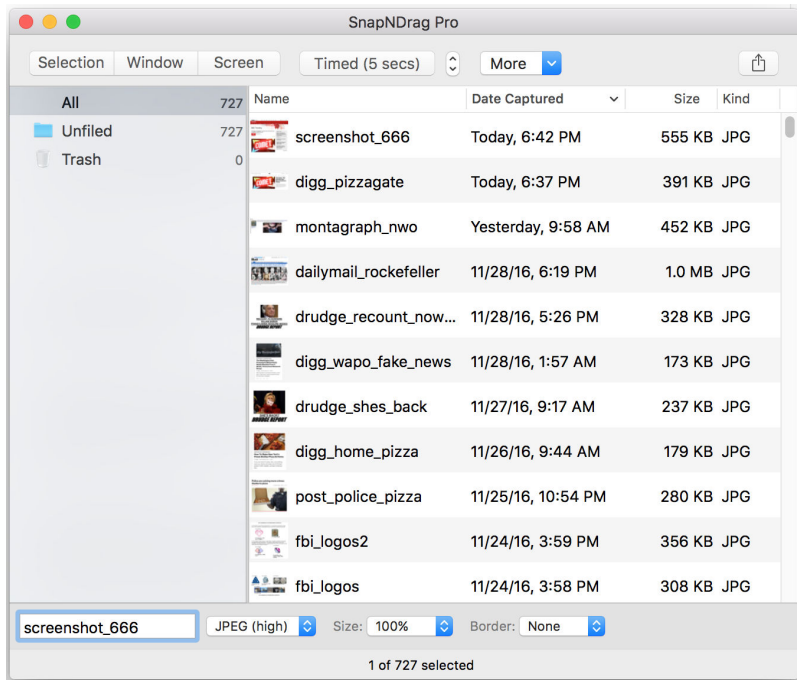 SnapNDrag Pro
Selection Window Screen Timed (5 secs) More
All 727
Unfiled 727
Trash 0
Name Date Captured Size Kind
screenshot_666 Today, 6:42 PM 555 KB JPG
digg_pizzagate Today, 6:37 PM 391 KB JPG
montagraph_nwo Yesterday, 9:58 AM 452 KB JPG
dailymail_rockefeller 11/28/16, 6:19 PM 1.0 MB JPG
drudge_recount_now... 11/28/16, 5:26 PM 328 KB JPG
digg_wapo_fake_news 11/28/16, 1:57 AM 173 KB JPG
drudge_shes_back 11/27/16, 9:17 AM 237 KB JPG
digg_home_pizza 11/26/16, 9:44 AM 179 KB JPG
post_police_pizza 11/25/16, 10:54 PM 280 KB JPG
fbi_logos2 11/24/16, 3:59 PM 356 KB JPG
fbi_logos 11/24/16, 3:58 PM 308 KB JPG
screenshot_666 JPEG (high) Size: 100% Border: None
1 of 727 selected